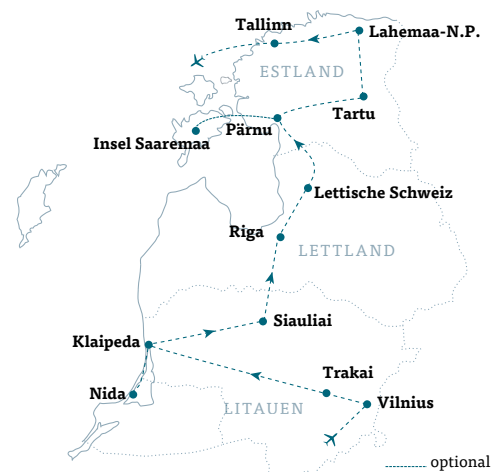 Tallinn
Lahemaa-N.P.
ESTLAND
Tartu
Pärnu
Insel Saaremaa
Lettische Schweiz
Riga
LETTLAND
Siauliai
Klaipeda
Trakai
Nida
Vilnius
LITAUEN
optional